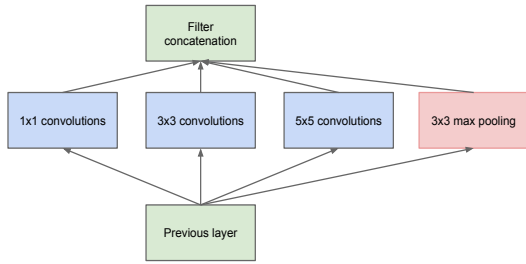 Filter
concatenation
1x1 convolutions
3x3 convolutions
5x5 convolutions
3x3 max pooling
Previous layer